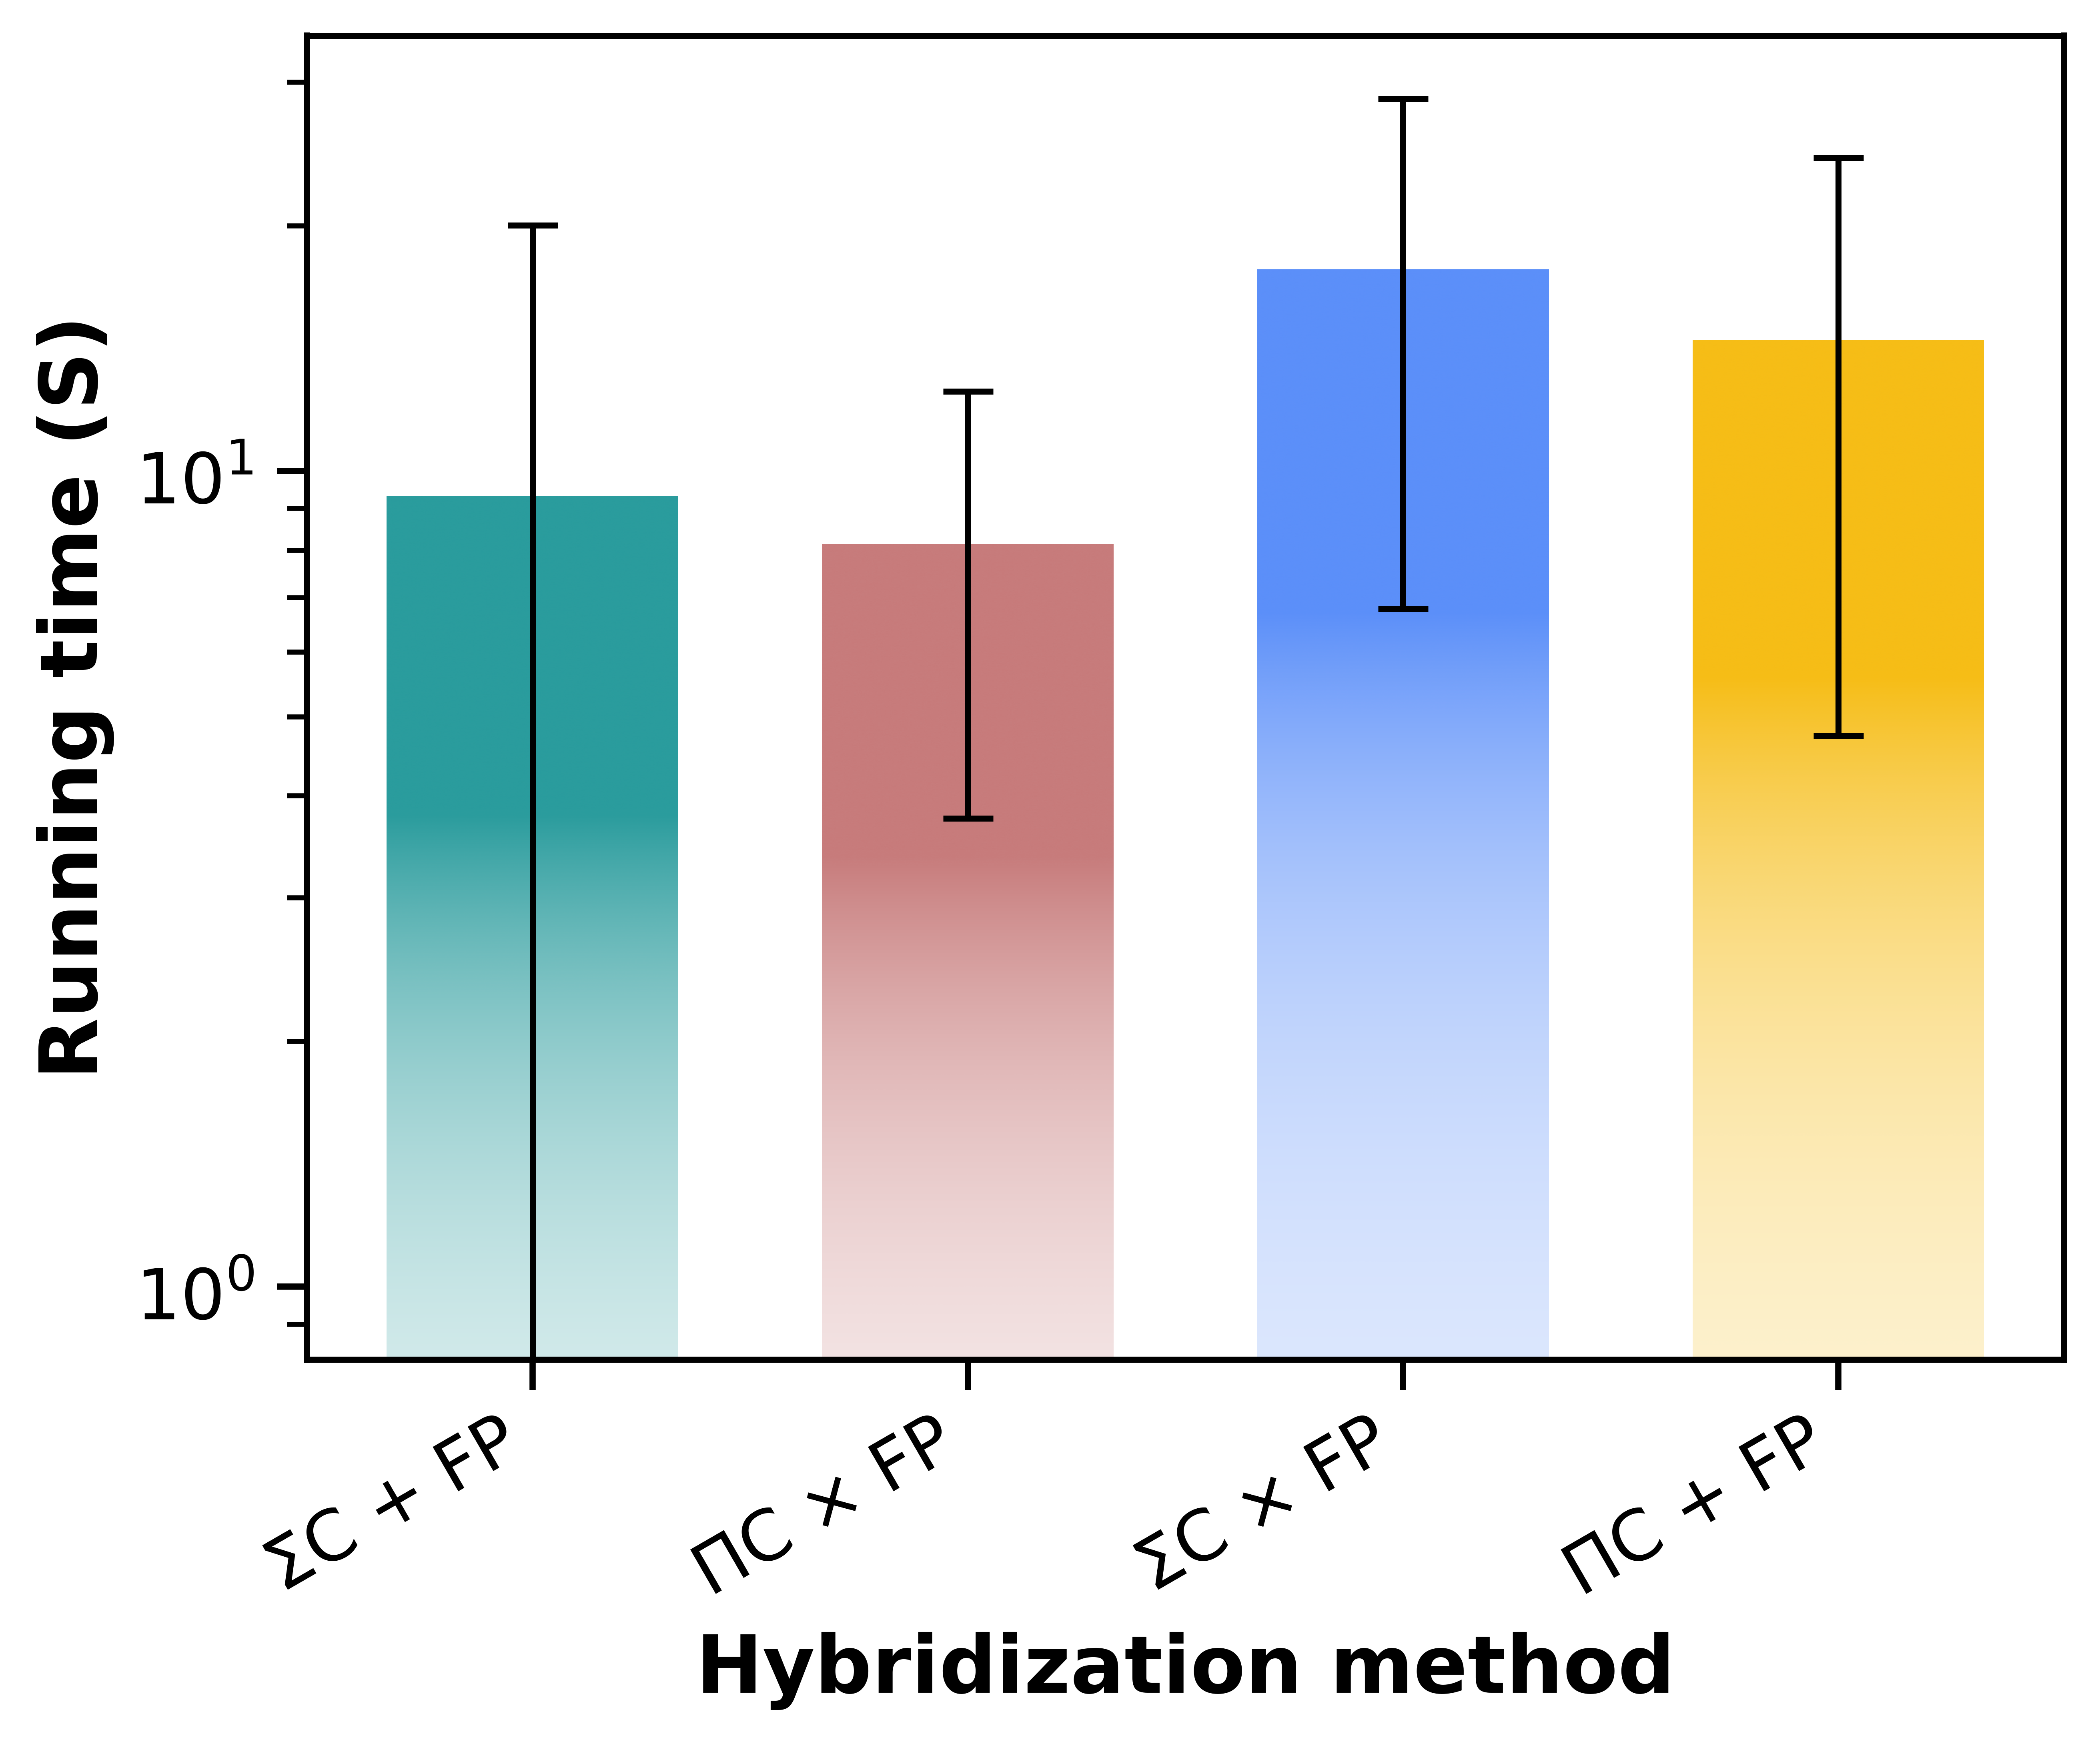 Running time (S)
10¹
10⁰
ΣC + FP
ΠC × FP
ΣC × FP
ΠC + FP
Hybridization method